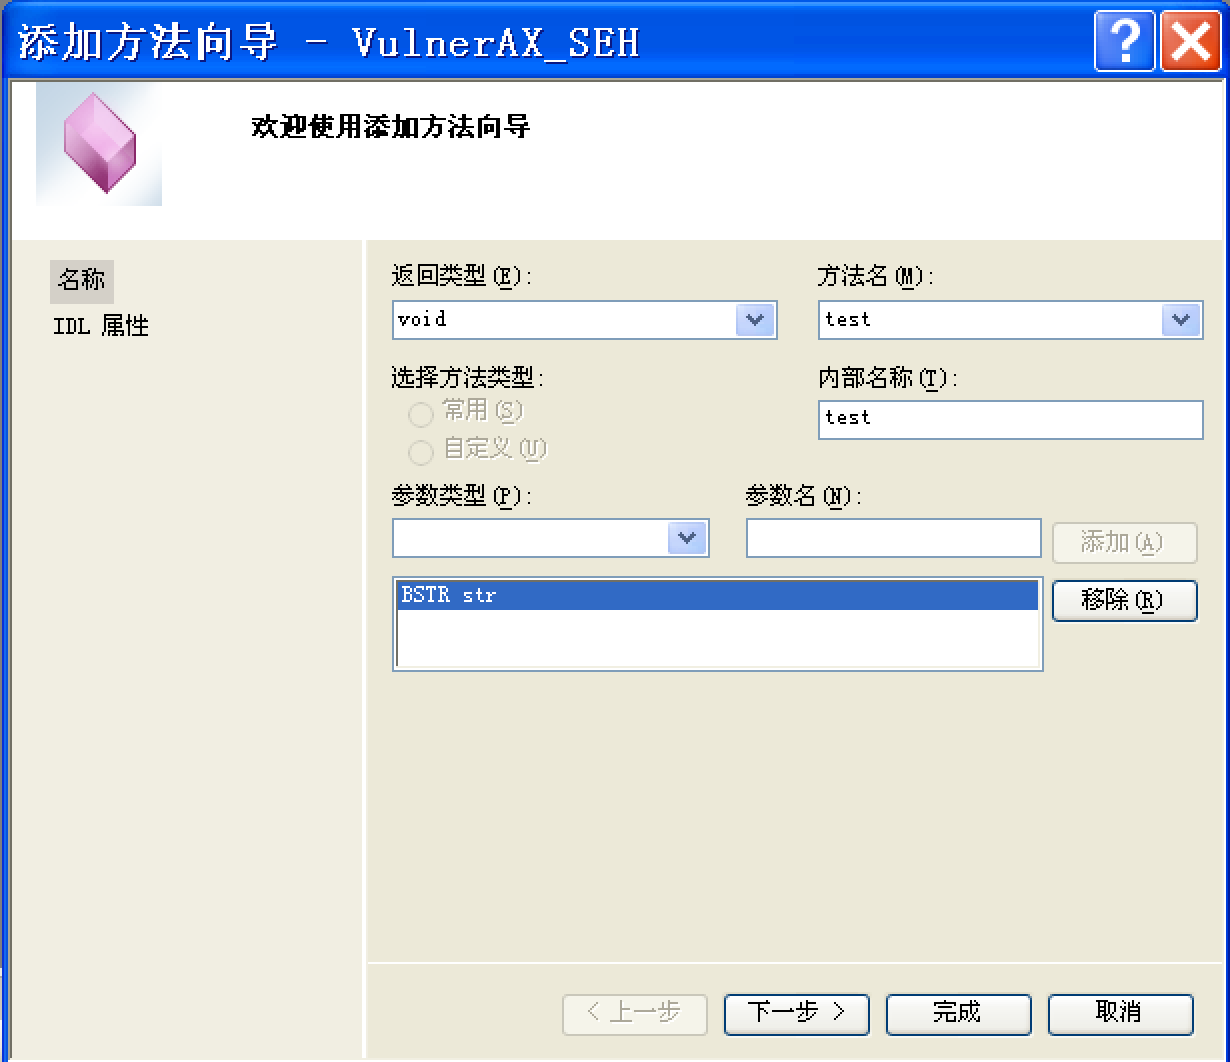 添加方法向导 - VulnerAX_SEH
欢迎使用添加方法向导
名称
IDL 属性
返回类型(E):
方法名(M):
void
test
选择方法类型:
内部名称(T):
常用(S)
test
自定义(U)
参数类型(P):
参数名(N):
添加(A)
BSTR str
移除(R)
< 上一步
下一步 >
完成
取消